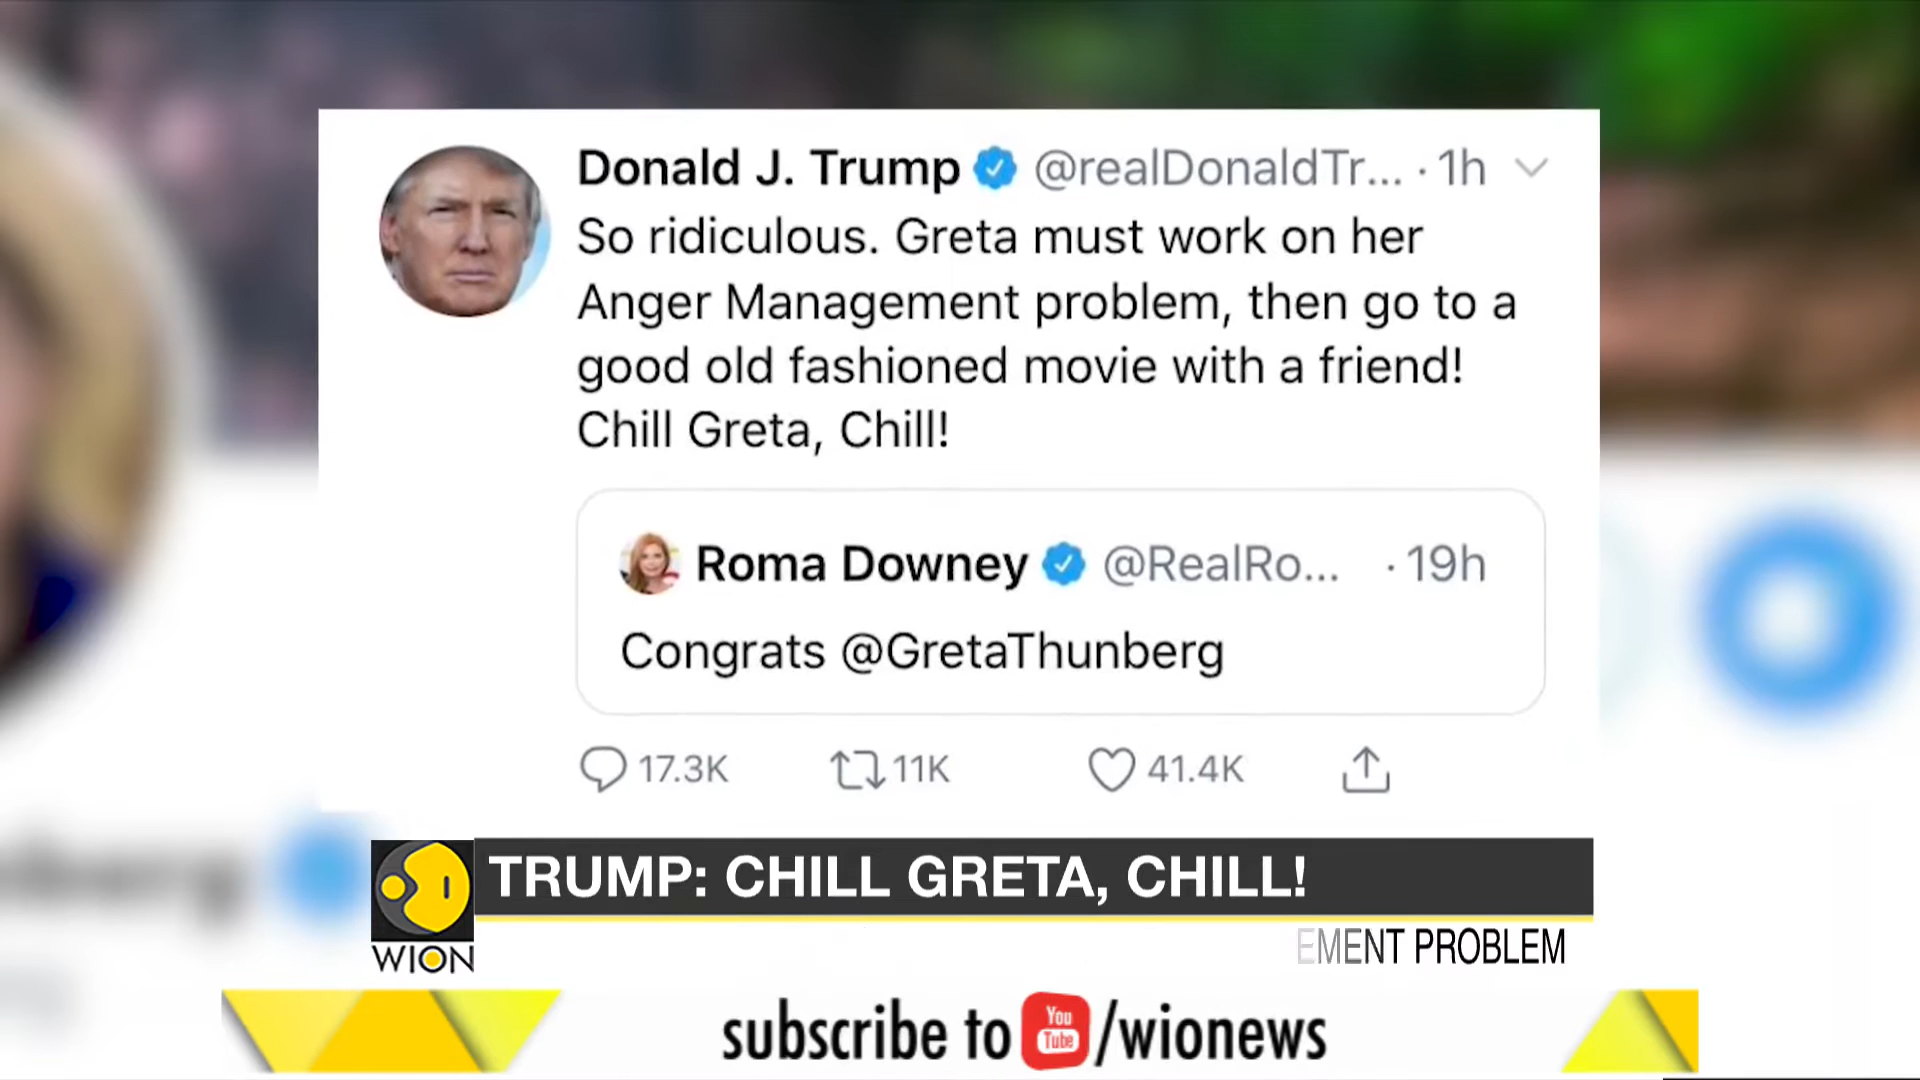 Donald J. Trump @realDonaldTr... · 1h
So ridiculous. Greta must work on her
Anger Management problem, then go to a
good old fashioned movie with a friend!
Chill Greta, Chill!
Roma Downey @RealRo... · 19h
Congrats @GretaThunberg
17.3K 11K 41.4K
TRUMP: CHILL GRETA, CHILL!
WION
EMENT PROBLEM
subscribe to You Tube /wionews